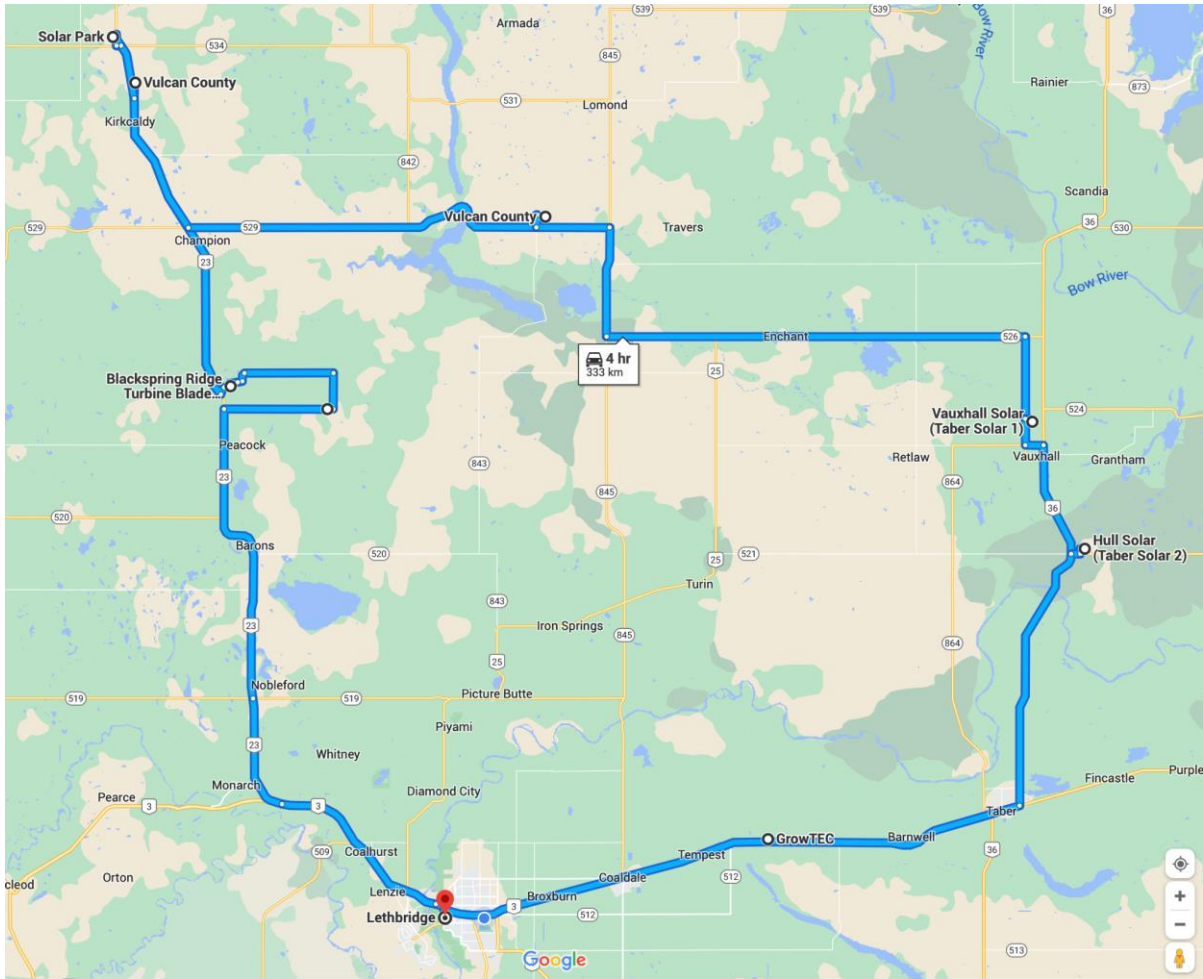 Armada
539
539
36
Bow River
Solar Park
534
845
Rainier
873
Vulcan County
531
Lomond
Kirkcaldy
842
Scandia
36
Vulcan County
529
529
Travers
530
Champion
23
Bow River
Enchant
526
4 hr
333 km
25
Blackspring Ridge
Turbine Blade...
Vauxhall Solar
(Taber Solar 1)
524
Peacock
Retlaw
Vauxhall
Grantham
843
23
864
845
36
520
Barons
520
25
521
Hull Solar
(Taber Solar 2)
Turin
843
Iron Springs
23
845
864
25
Nobleford
519
519
Picture Butte
Piyami
23
Whitney
Monarch
Diamond City
Fincastle
Purple
Pearce
3
3
Taber
GrowTEC
Barnwell
36
Coalhurst
509
Tempest
512
Coaldale
cleod
Orton
Lenzie
Broxburn
3
512
Lethbridge
513
Google